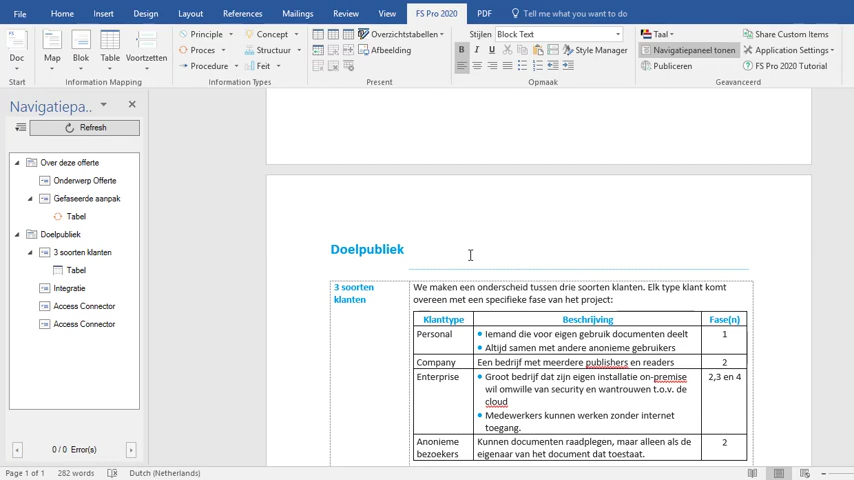 File Home Insert Design Layout References Mailings Review View FS Pro 2020 PDF Tell me what you want to do
Doc Map Blok Table Voortzetten
Principle Proces Procedure
Concept Structuur Feit
Overzichtstabellen Afbeelding
Stijlen Block Text
B I U Style Manager
Taal Navigatiepaneel tonen Publiceren
Share Custom Items Application Settings FS Pro 2020 Tutorial
Start Information Mapping Information Types Present Opmaak Geavanceerd
Navigatiepa...
Refresh
Over deze offerte
Onderwerp Offerte
Gefaseerde aanpak
Tabel
Doelpubliek
3 soorten klanten
Tabel
Integratie
Access Connector
Access Connector
0/ 0 Error(s)
Doelpubliek
3 soorten klanten
We maken een onderscheid tussen drie soorten klanten. Elk type klant komt
overeen met een specifieke fase van het project:
Klanttype Beschrijving Fase(n)
Personal • Iemand die voor eigen gebruik documenten deelt 1
• Altijd samen met andere anonieme gebruikers
Company Een bedrijf met meerdere publishers en readers 2
Enterprise • Groot bedrijf dat zijn eigen installatie on-premise 2,3 en 4
wil omwille van security en wantrouwen t.o.v. de
cloud
• Medewerkers kunnen werken zonder internet
toegang.
Anonieme Kunnen documenten raadplegen, maar alleen als de 2
bezoekers eigenaar van het document dat toestaat.
Page 1 of 1 282 words Dutch (Netherlands)